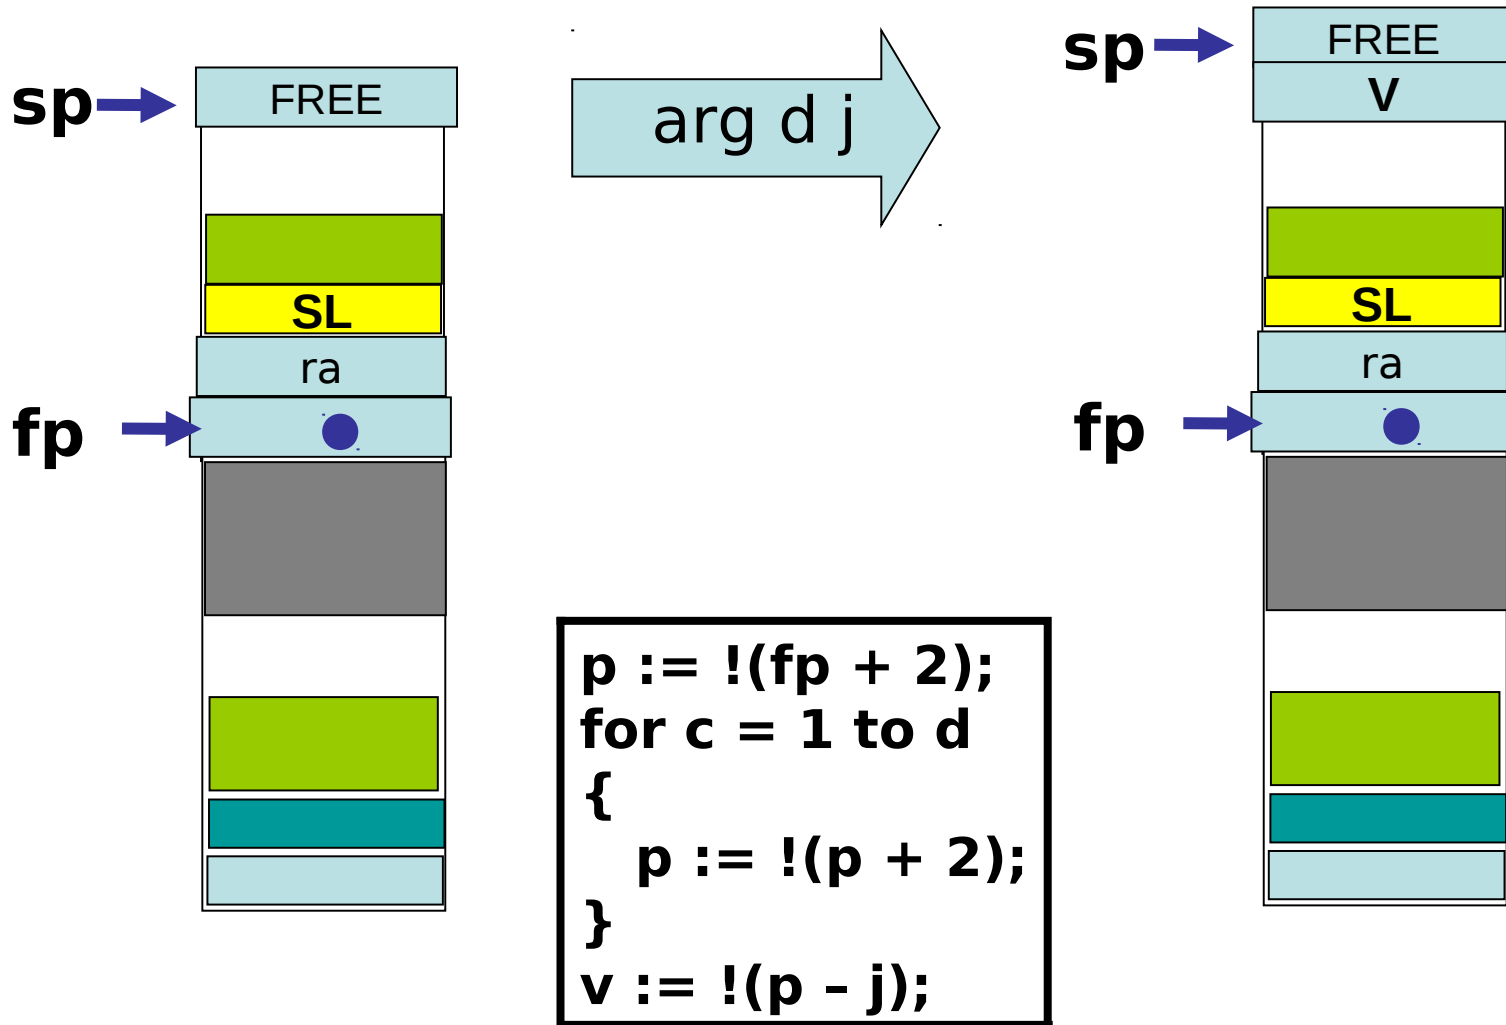 sp
FREE
SL
ra
fp
arg d j
sp
FREE
V
SL
ra
fp
p := !(fp + 2);
for c = 1 to d
{
p := !(p + 2);
}
v := !(p – j);